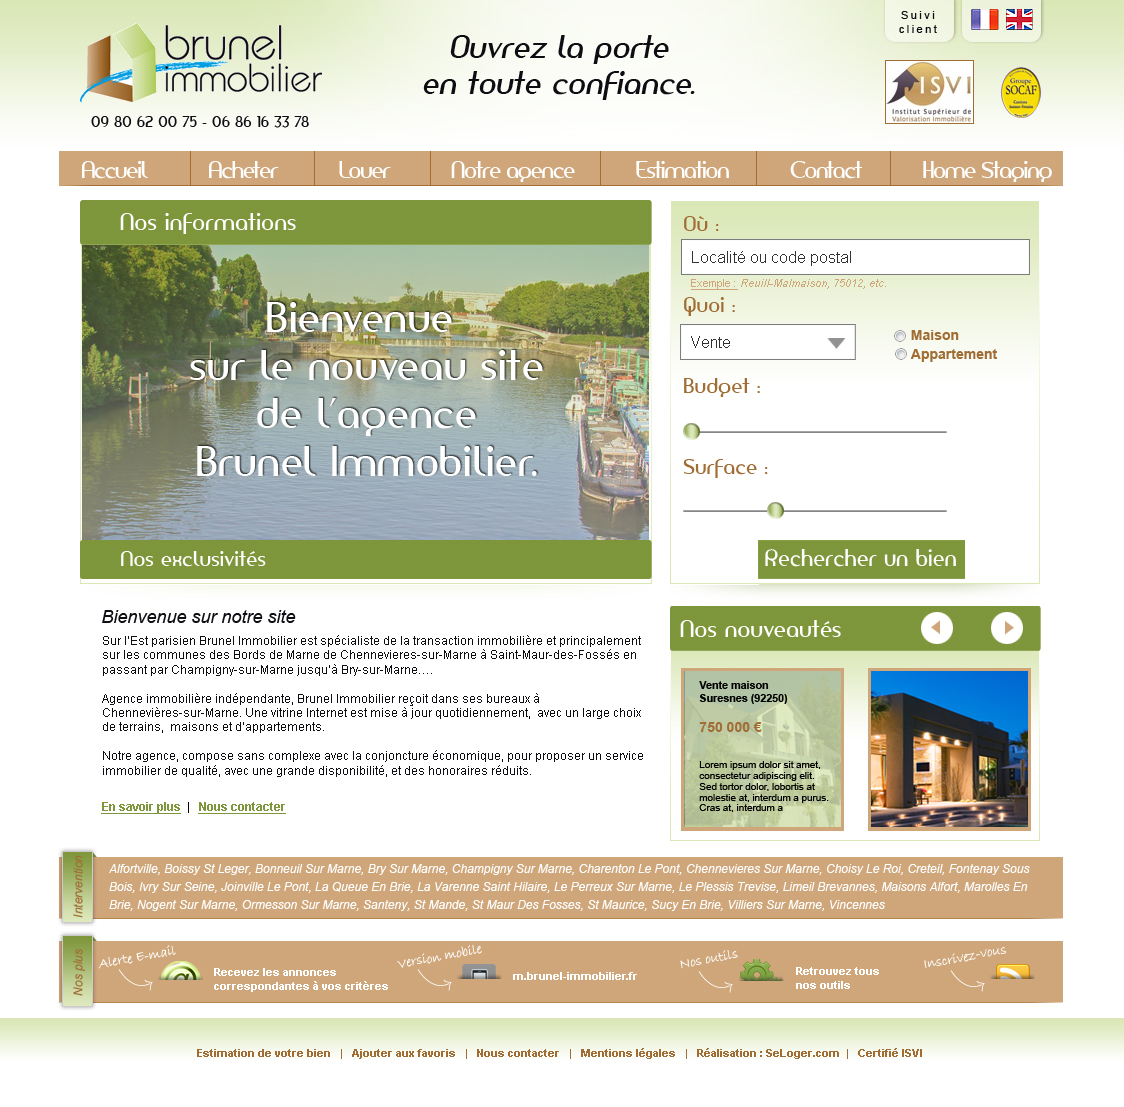 brunel
immobilier
09 80 62 00 75 - 06 86 16 33 78
Ouvrez la porte
en toute confiance.
Suivi
client
ISVI
Institut Supérieur de
Valorisation Immobilière
Groupe
SOCAF
Accueil
Acheter
Louer
Notre agence
Estimation
Contact
Home Staging
Nos informations
Bienvenue
sur le nouveau site
de l'agence
Brunel Immobilier.
Nos exclusivités
Où :
Localité ou code postal
Exemple : Reuill-Malmaison, 75012, etc.
Quoi :
Vente
Maison
Appartement
Budget :
Surface :
Rechercher un bien
Bienvenue sur notre site
Sur l'Est parisien Brunel Immobilier est spécialiste de la transaction immobilière et principalement
sur les communes des Bords de Marne de Chennevieres-sur-Marne à Saint-Maur-des-Fossés en
passant par Champigny-sur-Marne jusqu'à Bry-sur-Marne....
Agence immobilière indépendante, Brunel Immobilier reçoit dans ses bureaux à
Chennevières-sur-Marne. Une vitrine Internet est mise à jour quotidiennement, avec un large choix
de terrains, maisons et d'appartements.
Notre agence, compose sans complexe avec la conjoncture économique, pour proposer un service
immobilier de qualité, avec une grande disponibilité, et des honoraires réduits.
En savoir plus | Nous contacter
Nos nouveautés
Vente maison
Suresnes (92250)
750 000 €
Lorem ipsum dolor sit amet,
consectetur adipiscing elit.
Sed tortor dolor, lobortis at
molestie at, interdum a purus.
Cras at, interdum a
Intervention
Alfortville, Boissy St Leger, Bonneuil Sur Marne, Bry Sur Marne, Champigny Sur Marne, Charenton Le Pont, Chennevieres Sur Marne, Choisy Le Roi, Creteil, Fontenay Sous
Bois, Ivry Sur Seine, Joinville Le Pont, La Queue En Brie, La Varenne Saint Hilaire, Le Perreux Sur Marne, Le Plessis Trevise, Limeil Brevannes, Maisons Alfort, Marolles En
Brie, Nogent Sur Marne, Ormesson Sur Marne, Santeny, St Mande, St Maur Des Fosses, St Maurice, Sucy En Brie, Villiers Sur Marne, Vincennes
Nos plus
Alerte E-mail
Recevez les annonces
correspondantes à vos critères
Version mobile
m.brunel-immobilier.fr
Nos outils
Retrouvez tous
nos outils
Inscrivez-vous
Estimation de votre bien | Ajouter aux favoris | Nous contacter | Mentions légales | Réalisation : SeLoger.com | Certifié ISVI